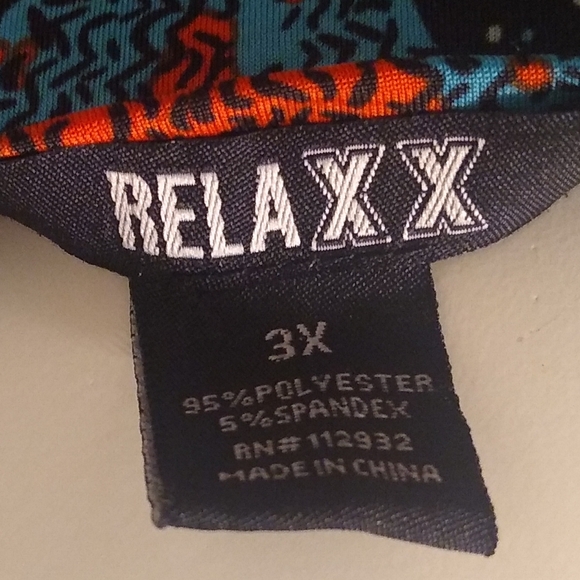 RELAXX
3X
95%POLYESTER
5%SPANDEX
RN#112932
MADE IN CHINA